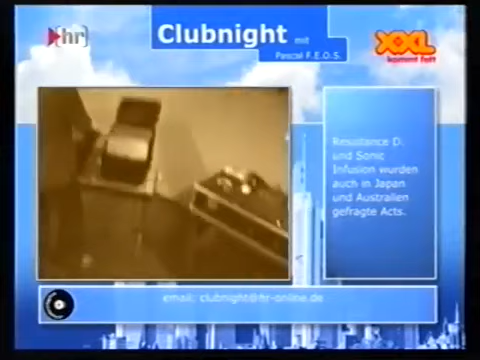 hr
Clubnight mit
Pascal F.E.O.S.
XXL
kommt fett
Resistance D.
und Sonic
Infusion wurden
auch in Japan
und Australien
gefragte Acts.
email: clubnight@hr-online.de